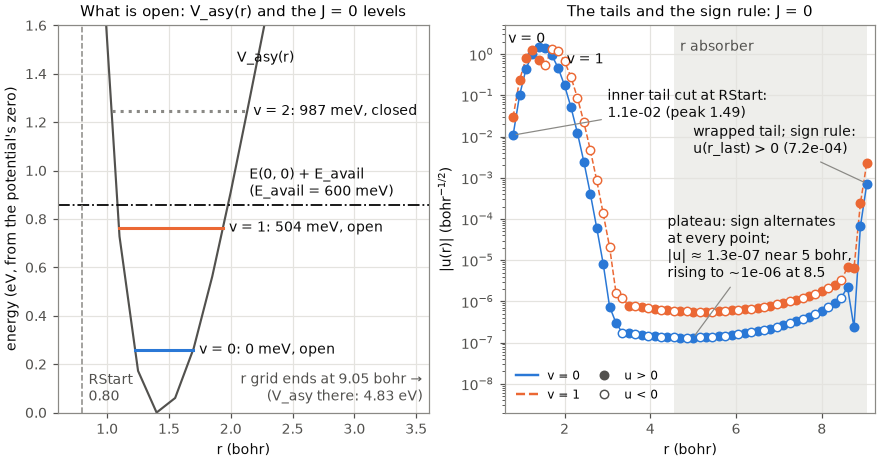 What is open: V_asy(r) and the J = 0 levels
energy (eV, from the potential's zero)
1.6
1.4
1.2
1.0
0.8
0.6
0.4
0.2
0.0
V_asy(r)
v = 2: 987 meV, closed
E(0, 0) + E_avail
(E_avail = 600 meV)
v = 1: 504 meV, open
v = 0: 0 meV, open
RStart
0.80
r grid ends at 9.05 bohr →
(V_asy there: 4.83 eV)
1.0
1.5
2.0
2.5
3.0
3.5
r (bohr)
The tails and the sign rule: J = 0
|u(r)| (bohr⁻¹ᐟ²)
10⁰
10⁻¹
10⁻²
10⁻³
10⁻⁴
10⁻⁵
10⁻⁶
10⁻⁷
10⁻⁸
v = 0
v = 1
r absorber
inner tail cut at RStart:
1.1e-02 (peak 1.49)
wrapped tail; sign rule:
u(r_last) > 0 (7.2e-04)
plateau: sign alternates
at every point;
|u| ≈ 1.3e-07 near 5 bohr,
rising to ~1e-06 at 8.5
v = 0
v = 1
u > 0
u < 0
2
4
6
8
r (bohr)